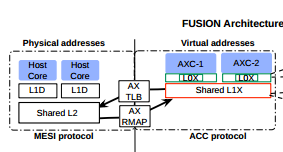 FUSION Architecture
Physical addresses
Virtual addresses
Host
Core
Host
Core
AXC-1
AXC-2
L0X
L0X
L1D
L1D
AX
TLB
Shared L1X
Shared L2
AX
RMAP
MESI protocol
ACC protocol